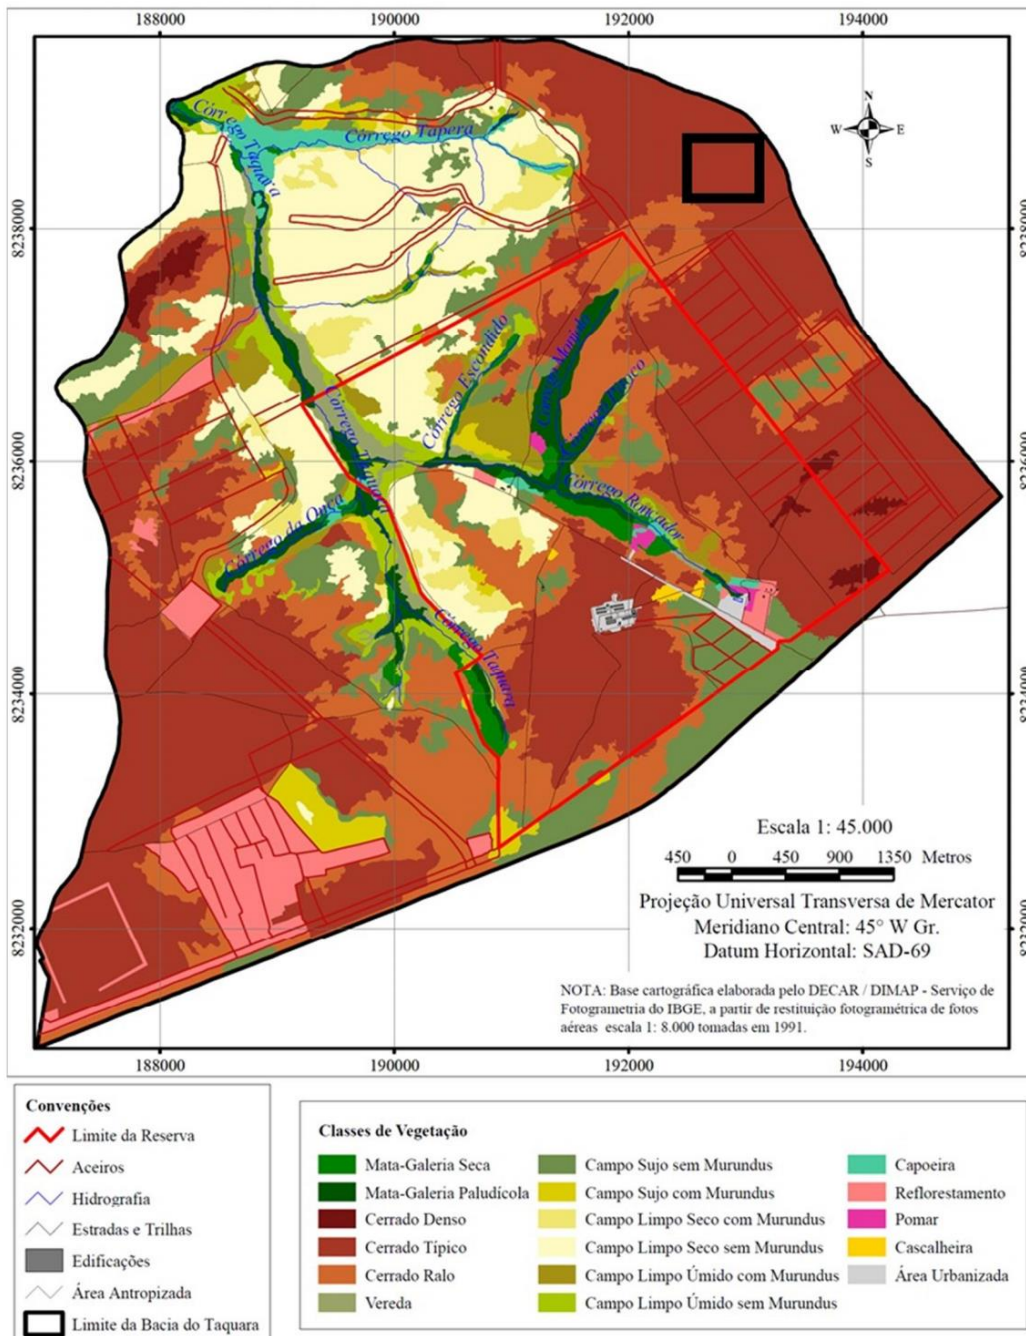 188000 190000 192000 194000
N
W E
S
8238000 8238000
8236000 8236000
8234000 8234000
8232000 8232000
Córrego Taquara
Córrego Tapera
Córrego Escondido
Córrego Monjolo
Córrego Taquara
Córrego Roncador
Córrego da Onça
Córrego Taquara
Escala 1: 45.000
450 0 450 900 1350 Metros
Projeção Universal Transversa de Mercator
Meridiano Central: 45° W Gr.
Datum Horizontal: SAD-69
NOTA: Base cartográfica elaborada pelo DECAR / DIMAP - Serviço de
Fotogrametria do IBGE, a partir de restituição fotogramétrica de fotos
aéreas escala 1: 8.000 tomadas em 1991.
188000 190000 192000 194000
Convenções
Limite da Reserva
Aceiros
Hidrografia
Estradas e Trilhas
Edificações
Área Antropizada
Limite da Bacia do Taquara
Classes de Vegetação
Mata-Galeria Seca
Mata-Galeria Paludícola
Cerrado Denso
Cerrado Típico
Cerrado Ralo
Vereda
Campo Sujo sem Murundus
Campo Sujo com Murundus
Campo Limpo Seco com Murundus
Campo Limpo Seco sem Murundus
Campo Limpo Úmido com Murundus
Campo Limpo Úmido sem Murundus
Capoeira
Reflorestamento
Pomar
Cascalheira
Área Urbanizada